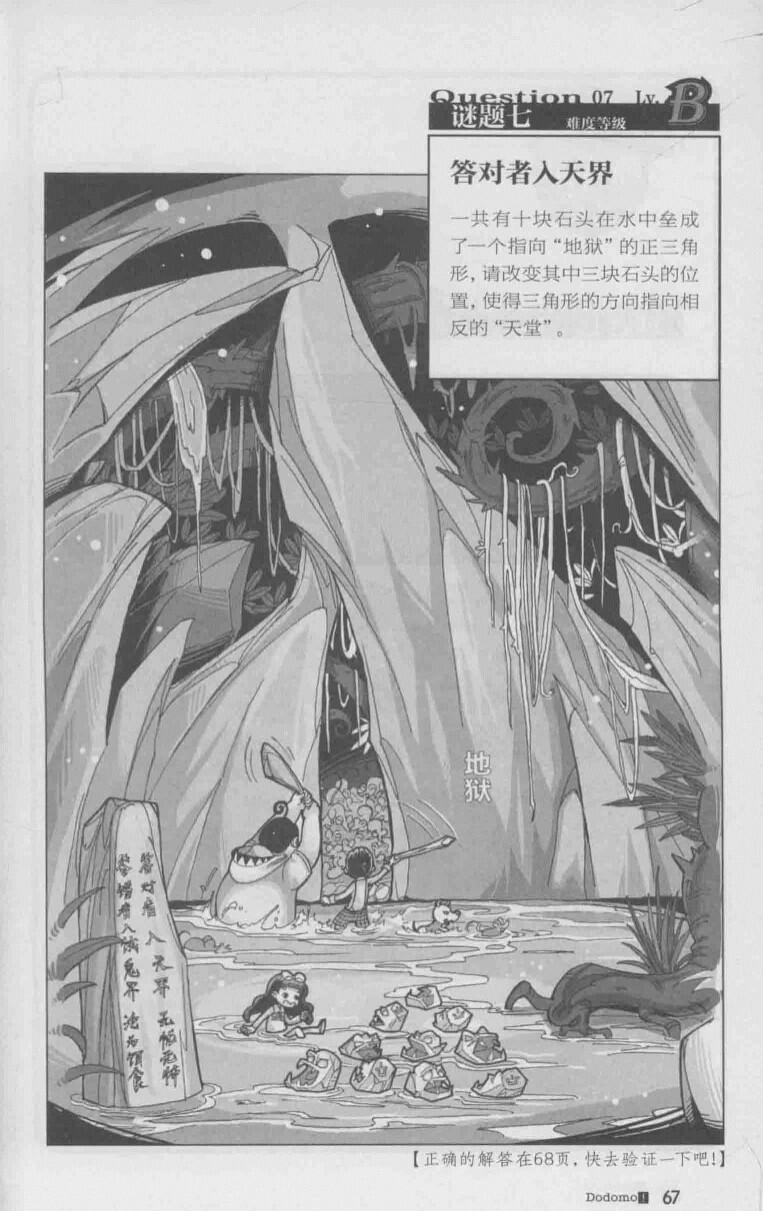 Question 07 Lv. B
谜题七 难度等级
答对者入天界
一共有十块石头在水中垒成
了一个指向“地狱”的正三角
形，请改变其中三块石头的位
置，使得三角形的方向指向相
反的“天堂”。
地狱
答对者入天界 无忧无怖
答错者入饿鬼界 沦为饵食
【正确的解答在68页，快去验证一下吧！】
Dodomo! 67